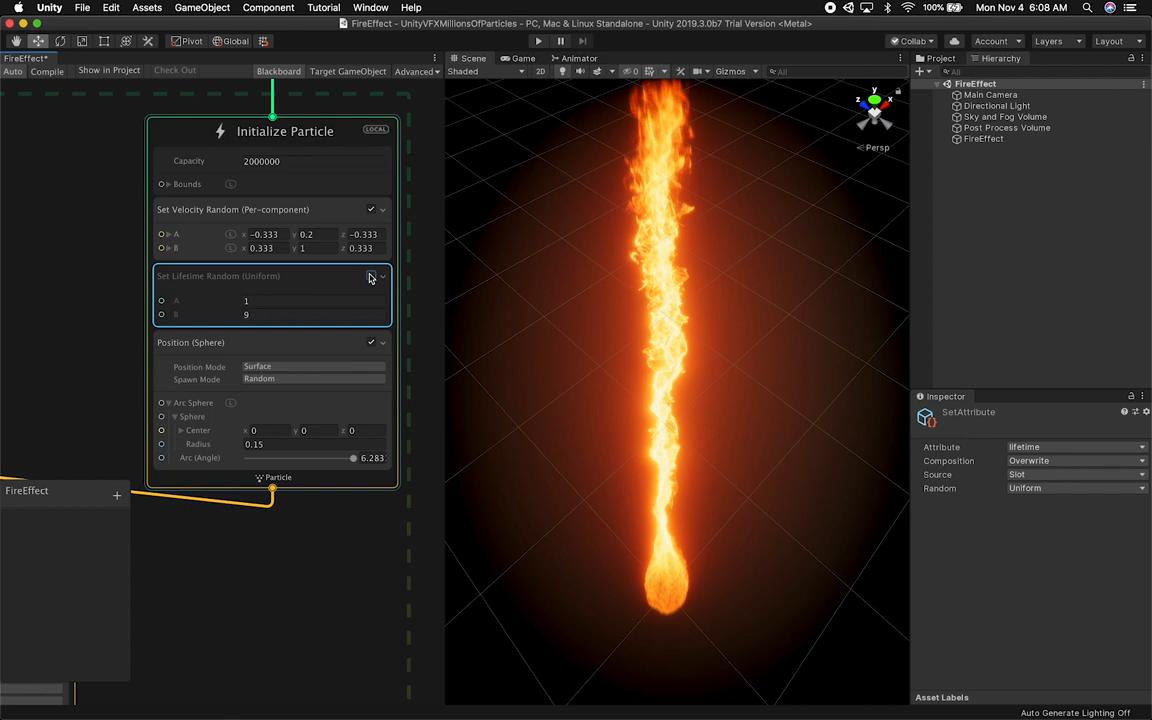 Unity File Edit Assets GameObject Component Tutorial Window Help 100% Mon Nov 4 6:08 AM
FireEffect - UnityVFXMillionsOfParticles - PC, Mac & Linux Standalone - Unity 2019.3.0b7 Trial Version <Metal>
Pivot Global Collab Account Layers Layout
FireEffect* Scene Game Animator Project Hierarchy
Auto Compile Show in Project Check Out Blackboard Target GameObject Advanced Shaded 2D 0 Gizmos All All
FireEffect
Main Camera
Directional Light
Sky and Fog Volume
Post Process Volume
FireEffect
y
z x
Persp
Initialize Particle LOCAL
Capacity 2000000
Bounds L
Set Velocity Random (Per-component)
A L x -0.333 y 0.2 z -0.333
B L x 0.333 y 1 z 0.333
Set Lifetime Random (Uniform)
A 1
B 9
Position (Sphere)
Position Mode Surface
Spawn Mode Random
Arc Sphere L
Sphere
Center x 0 y 0 z 0
Radius 0.15
Arc (Angle) 6.283
Particle
FireEffect +
Inspector
SetAttribute
Attribute lifetime
Composition Overwrite
Source Slot
Random Uniform
Asset Labels
Auto Generate Lighting Off